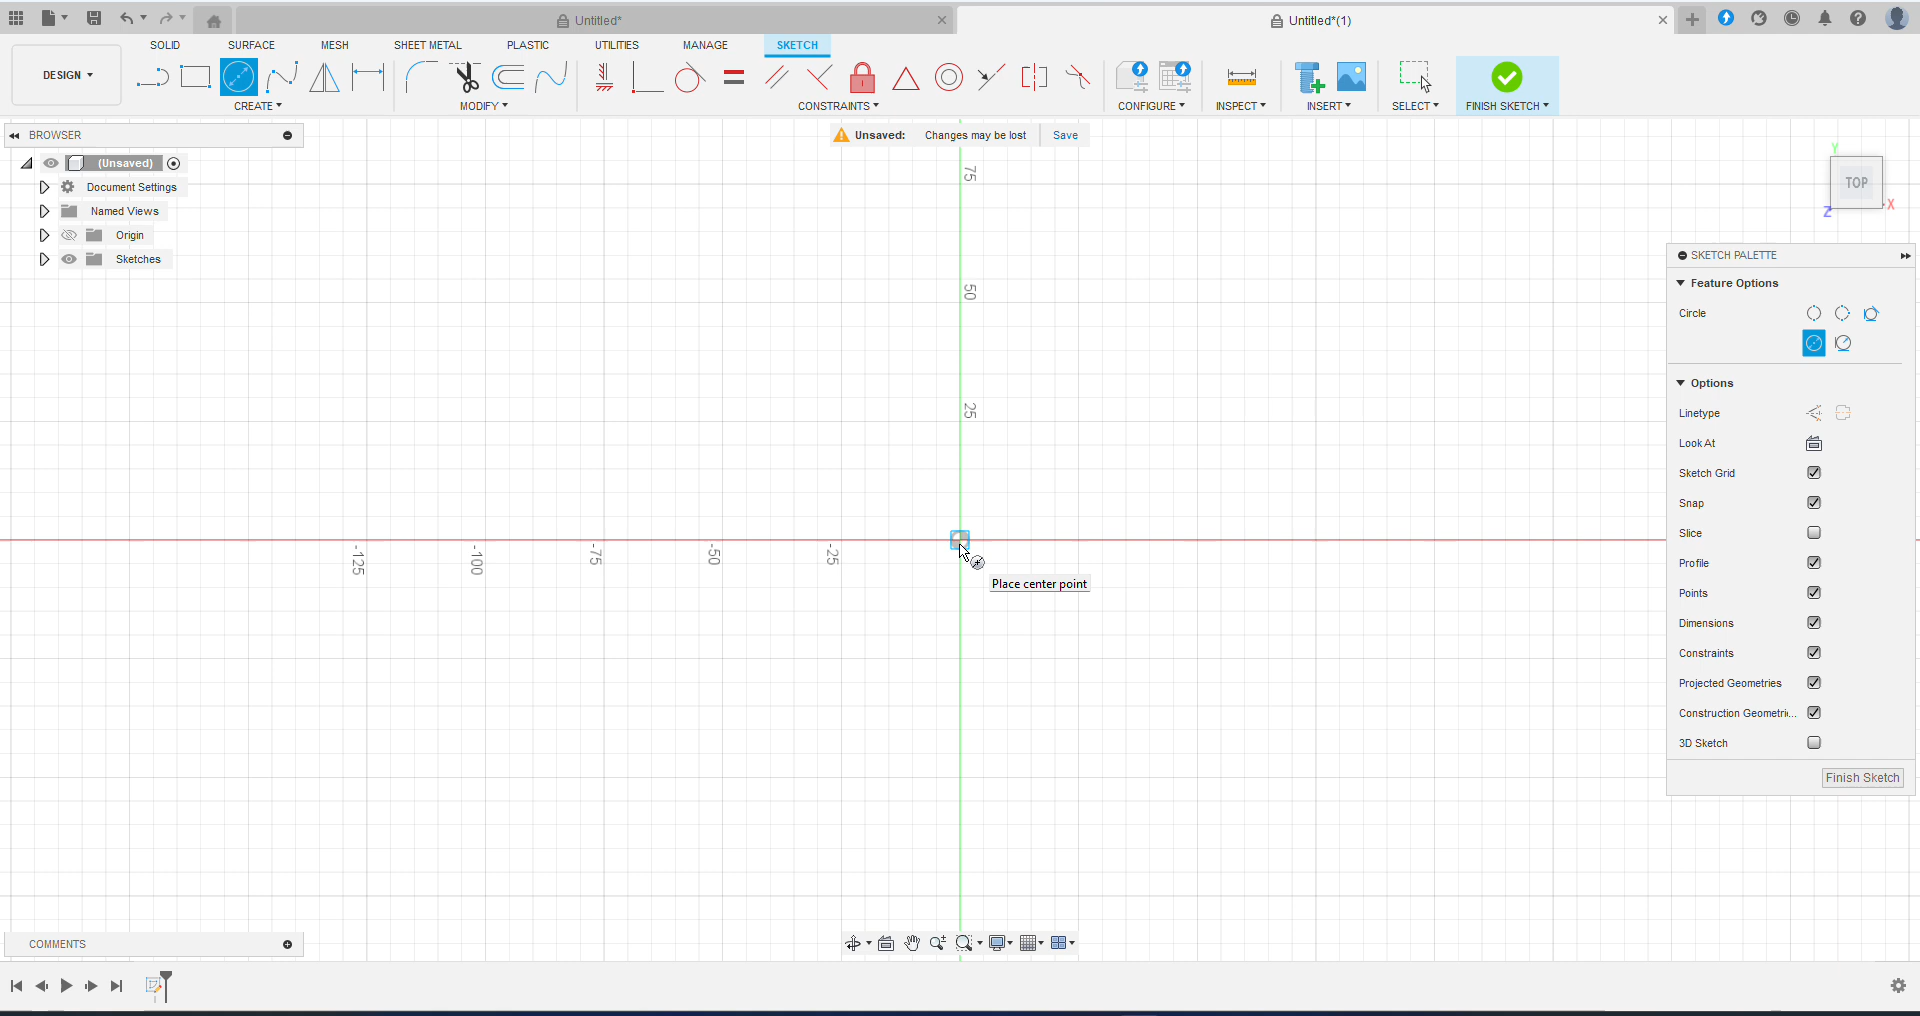 Untitled*
Untitled*(1)
SOLID SURFACE MESH SHEET METAL PLASTIC UTILITIES MANAGE SKETCH
DESIGN
CREATE MODIFY CONSTRAINTS CONFIGURE INSPECT INSERT SELECT FINISH SKETCH
BROWSER
Unsaved: Changes may be lost Save
(Unsaved)
Document Settings
Named Views
Origin
Sketches
Y
TOP
X
Z
75
50
25
-125
-100
-75
-50
-25
Place center point
SKETCH PALETTE
Feature Options
Circle
Options
Linetype
Look At
Sketch Grid
Snap
Slice
Profile
Points
Dimensions
Constraints
Projected Geometries
Construction Geometri...
3D Sketch
Finish Sketch
COMMENTS